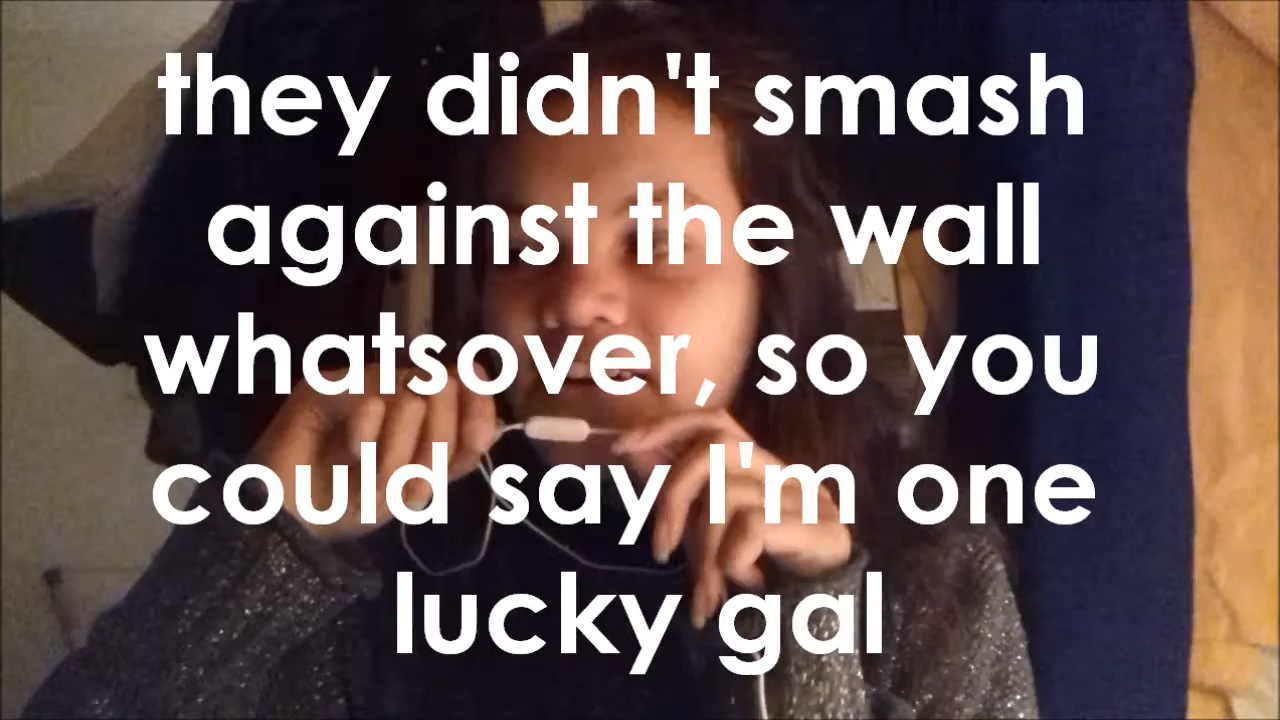 they didn't smash
against the wall
whatsover, so you
could say I'm one
lucky gal